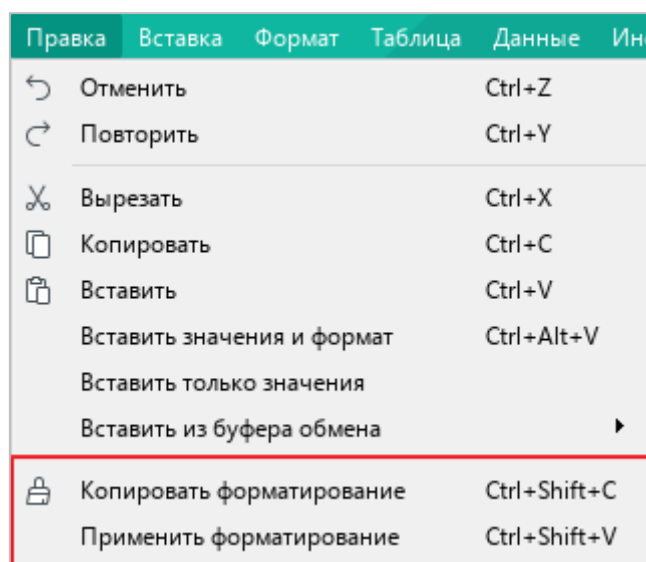 Правка Вставка Формат Таблица Данные
Отменить Ctrl+Z
Повторить Ctrl+Y
Вырезать Ctrl+X
Копировать Ctrl+C
Вставить Ctrl+V
Вставить значения и формат Ctrl+Alt+V
Вставить только значения
Вставить из буфера обмена
Копировать форматирование Ctrl+Shift+C
Применить форматирование Ctrl+Shift+V